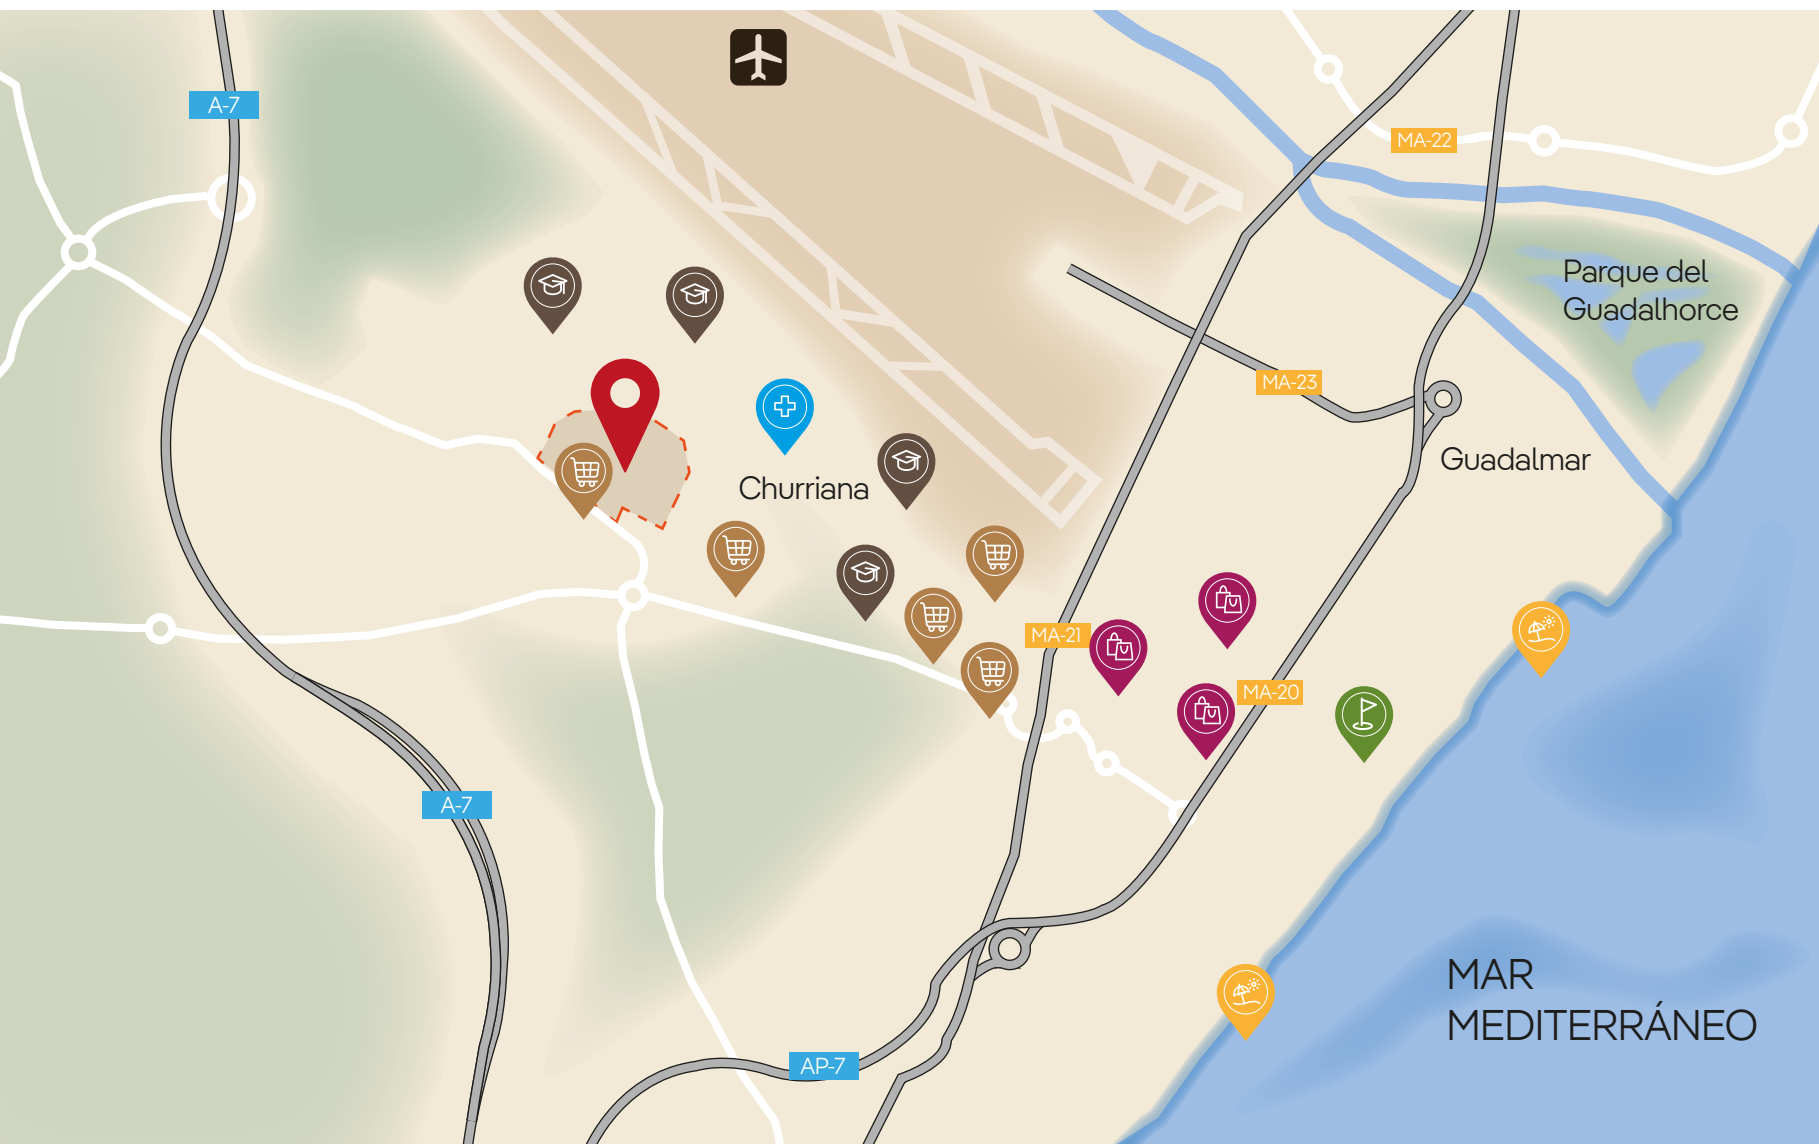 A-7
MA-22
Parque del
Guadalhorce
MA-23
Guadalmar
Churriana
MA-21
MA-20
A-7
MAR
MEDITERRÁNEO
AP-7